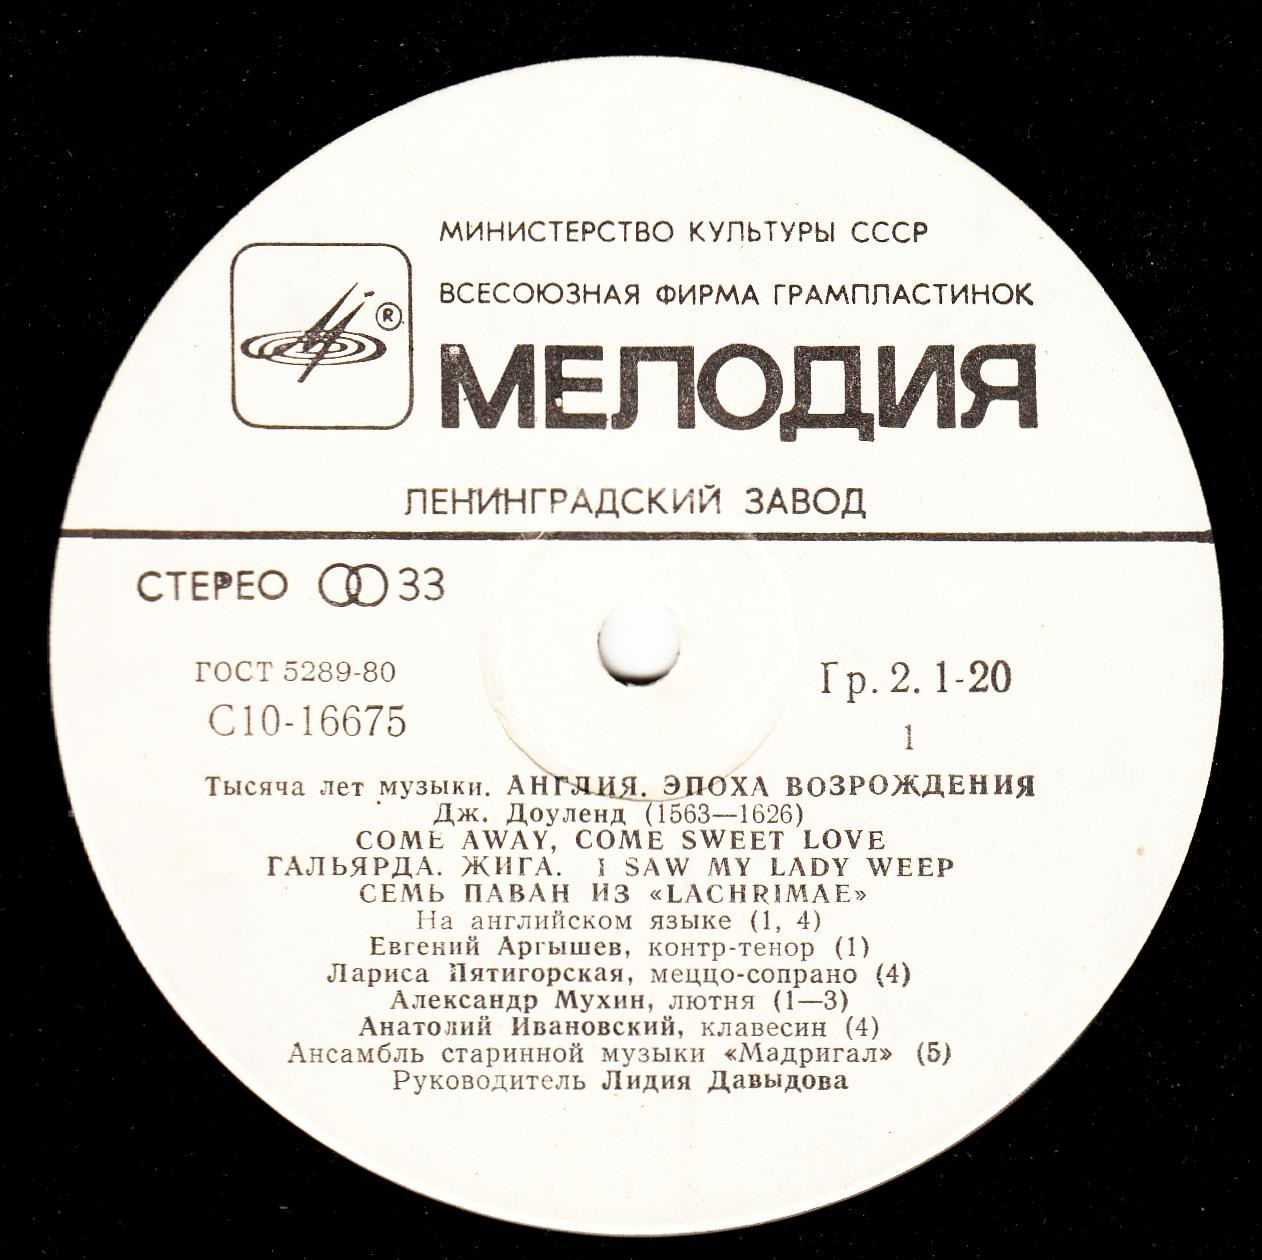 МИНИСТЕРСТВО КУЛЬТУРЫ СССР
ВСЕСОЮЗНАЯ ФИРМА ГРАМПЛАСТИНОК
®
МЕЛОДИЯ
ЛЕНИНГРАДСКИЙ ЗАВОД
СТЕРЕО 33
ГОСТ 5289-80
Гр. 2. 1-20
С10-16675
1
Тысяча лет музыки. АНГЛИЯ. ЭПОХА ВОЗРОЖДЕНИЯ
Дж. Доуленд (1563—1626)
COME AWAY, COME SWEET LOVE
ГАЛЬЯРДА. ЖИГА. I SAW MY LADY WEEP
СЕМЬ ПАВАН ИЗ «LACHRIMAE»
На английском языке (1, 4)
Евгений Аргышев, контр-тенор (1)
Лариса Пятигорская, меццо-сопрано (4)
Александр Мухин, лютня (1—3)
Анатолий Ивановский, клавесин (4)
Ансамбль старинной музыки «Мадригал» (5)
Руководитель Лидия Давыдова